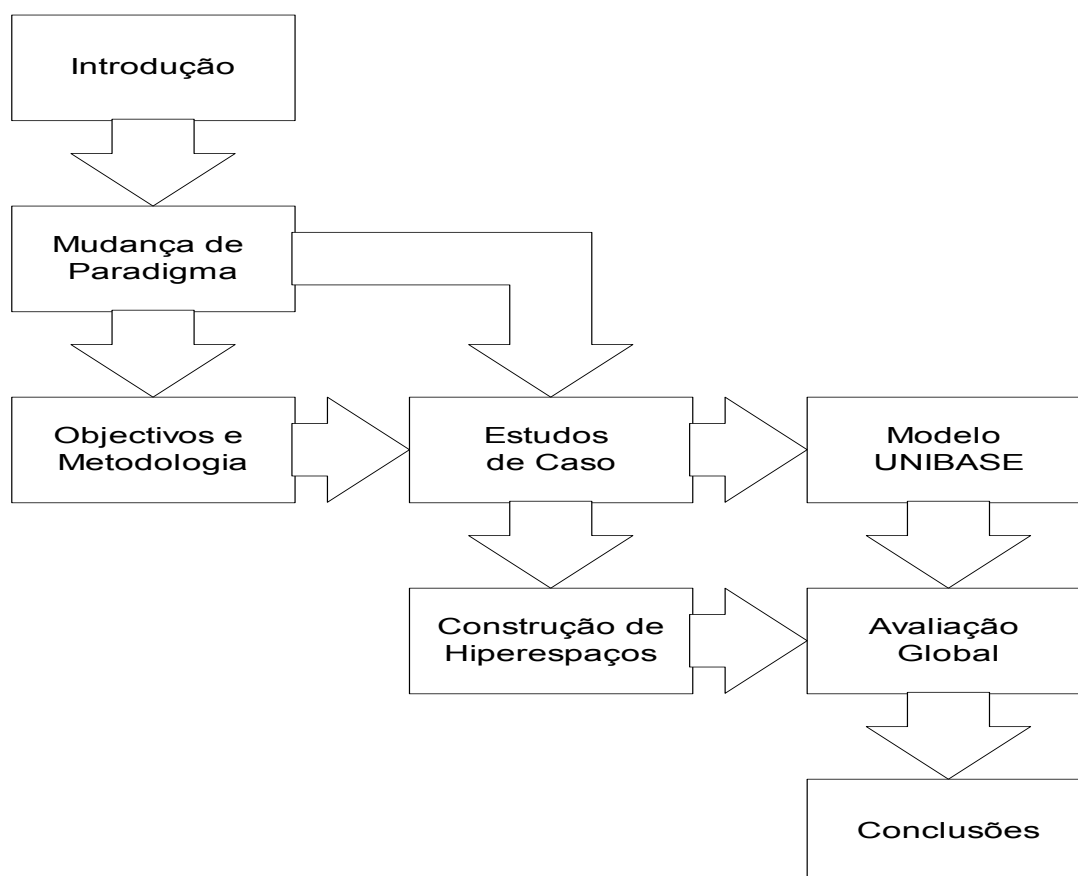 Introdução
Mudança de
Paradigma
Objectivos e
Metodologia
Estudos
de Caso
Modelo
UNIBASE
Construção de
Hiperespaços
Avaliação
Global
Conclusões